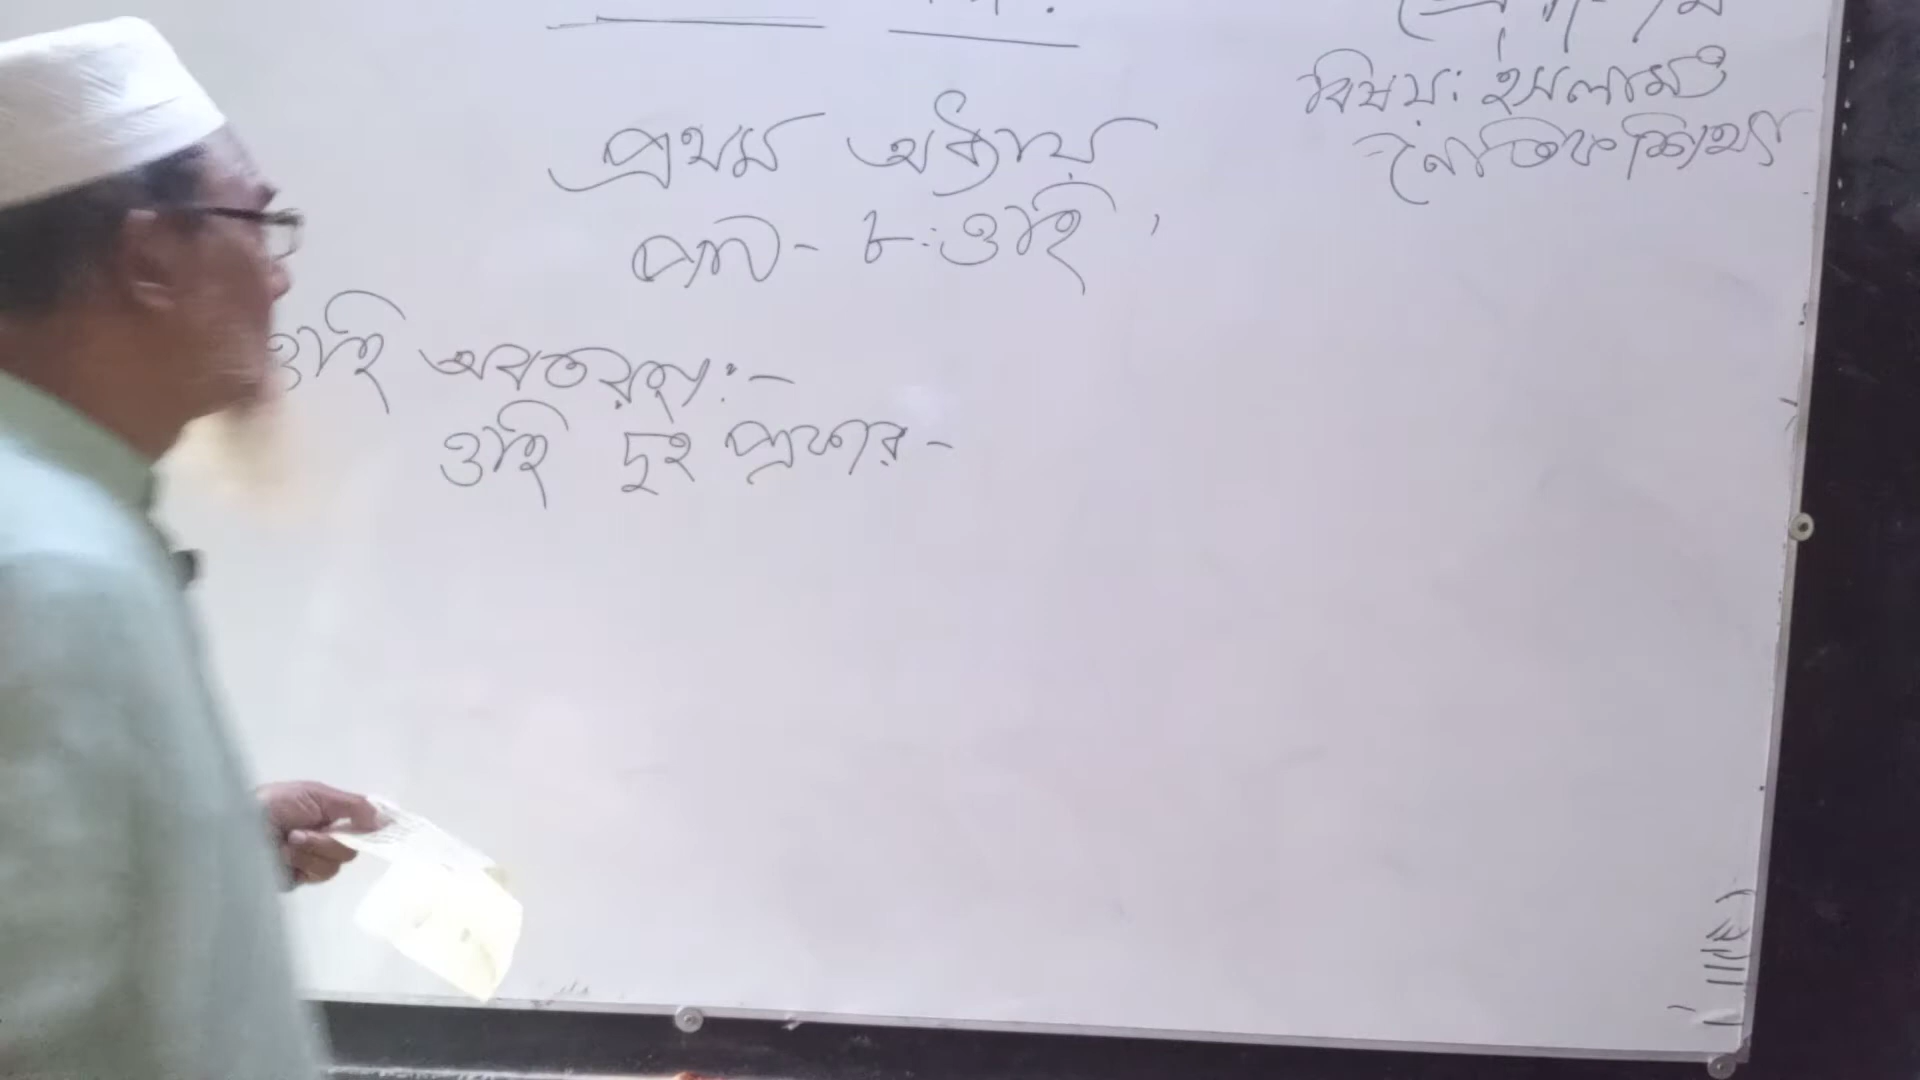 বিষয়: ইসলাম ও
নৈতিক শিক্ষা
প্রথম অধ্যায়
পাঠ - ৮: ওহি
ওহি অবতরণ:-
ওহি দুই প্রকার -